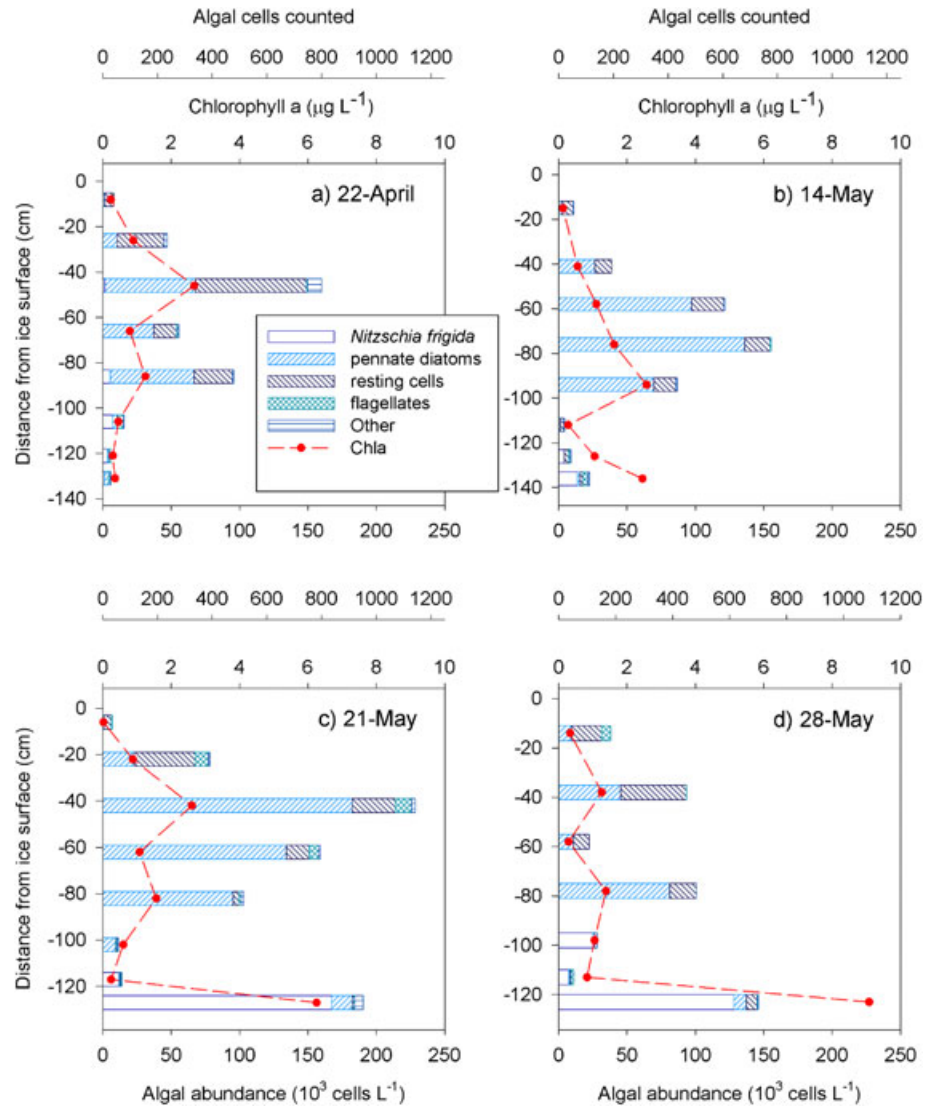 Algal cells counted Algal cells counted
0 200 400 600 800 1000 1200 0 200 400 600 800 1000 1200
Chlorophyll a (µg L⁻¹) Chlorophyll a (µg L⁻¹)
0 2 4 6 8 10 0 2 4 6 8 10
Distance from ice surface (cm)
0
-20
-40
-60
-80
-100
-120
-140
a) 22-April
Nitzschia frigida
pennate diatoms
resting cells
flagellates
Other
Chla
0
-20
-40
-60
-80
-100
-120
-140
b) 14-May
0 50 100 150 200 250 0 50 100 150 200 250
0 200 400 600 800 1000 1200 0 200 400 600 800 1000 1200
0 2 4 6 8 10 0 2 4 6 8 10
Distance from ice surface (cm)
0
-20
-40
-60
-80
-100
-120
c) 21-May
0
-20
-40
-60
-80
-100
-120
d) 28-May
0 50 100 150 200 250 0 50 100 150 200 250
Algal abundance (10³ cells L⁻¹) Algal abundance (10³ cells L⁻¹)